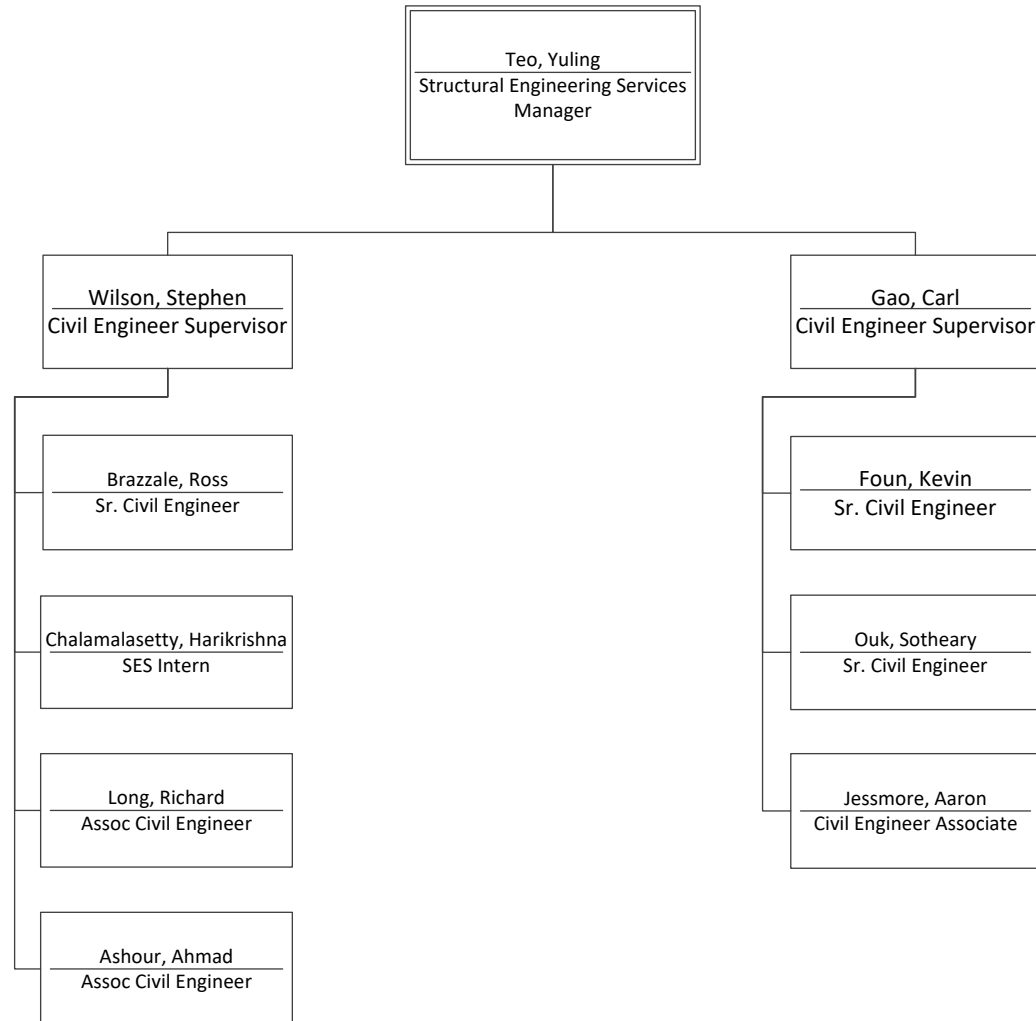 Teo, Yuling
Structural Engineering Services
Manager
Wilson, Stephen
Civil Engineer Supervisor
Brazzale, Ross
Sr. Civil Engineer
Chalamalasetty, Harikrishna
SES Intern
Long, Richard
Assoc Civil Engineer
Ashour, Ahmad
Assoc Civil Engineer
Gao, Carl
Civil Engineer Supervisor
Foun, Kevin
Sr. Civil Engineer
Ouk, Sotheary
Sr. Civil Engineer
Jessmore, Aaron
Civil Engineer Associate